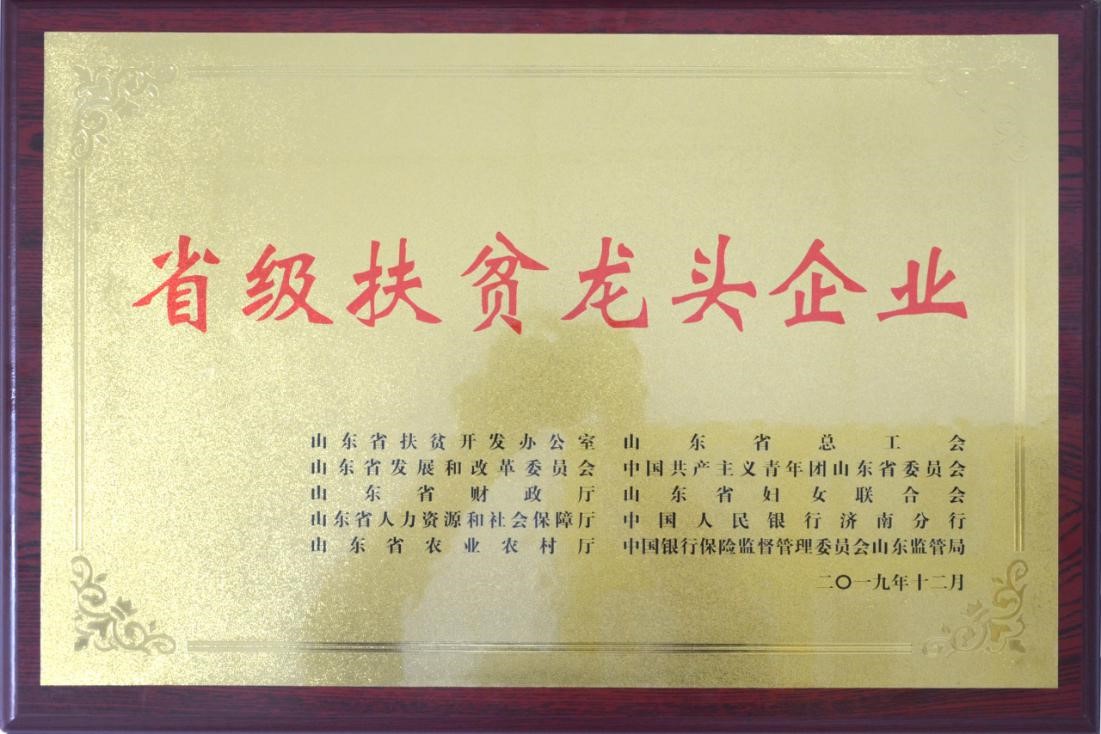 省级扶贫龙头企业
山东省扶贫开发办公室 山东省总工会
山东省发展和改革委员会 中国共产主义青年团山东省委员会
山东省财政厅 山东省妇女联合会
山东省人力资源和社会保障厅 中国人民银行济南分行
山东省农业农村厅 中国银行保险监督管理委员会山东监管局
二〇一九年十二月